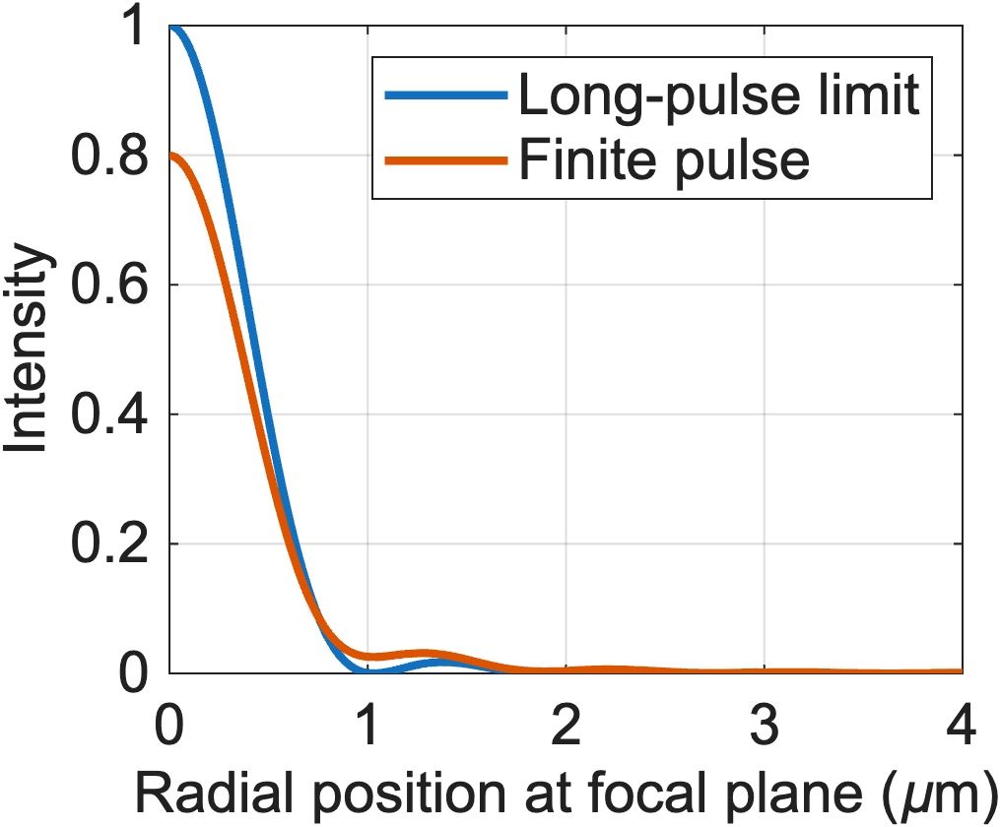 1
0.8
0.6
0.4
0.2
0
Intensity
Long-pulse limit
Finite pulse
0 1 2 3 4
Radial position at focal plane (µm)